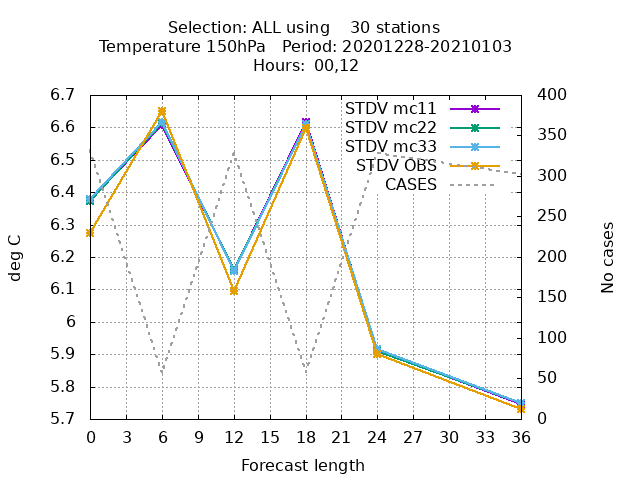 Selection: ALL using    30 stations
Temperature 150hPa   Period: 20201228-20210103
Hours: 00,12
STDV mc11
STDV mc22
STDV mc33
STDV OBS
CASES
6.7
6.6
6.5
6.4
6.3
6.2
6.1
6
5.9
5.8
5.7
deg C
400
350
300
250
200
150
100
50
0
No cases
0 3 6 9 12 15 18 21 24 27 30 33 36
Forecast length